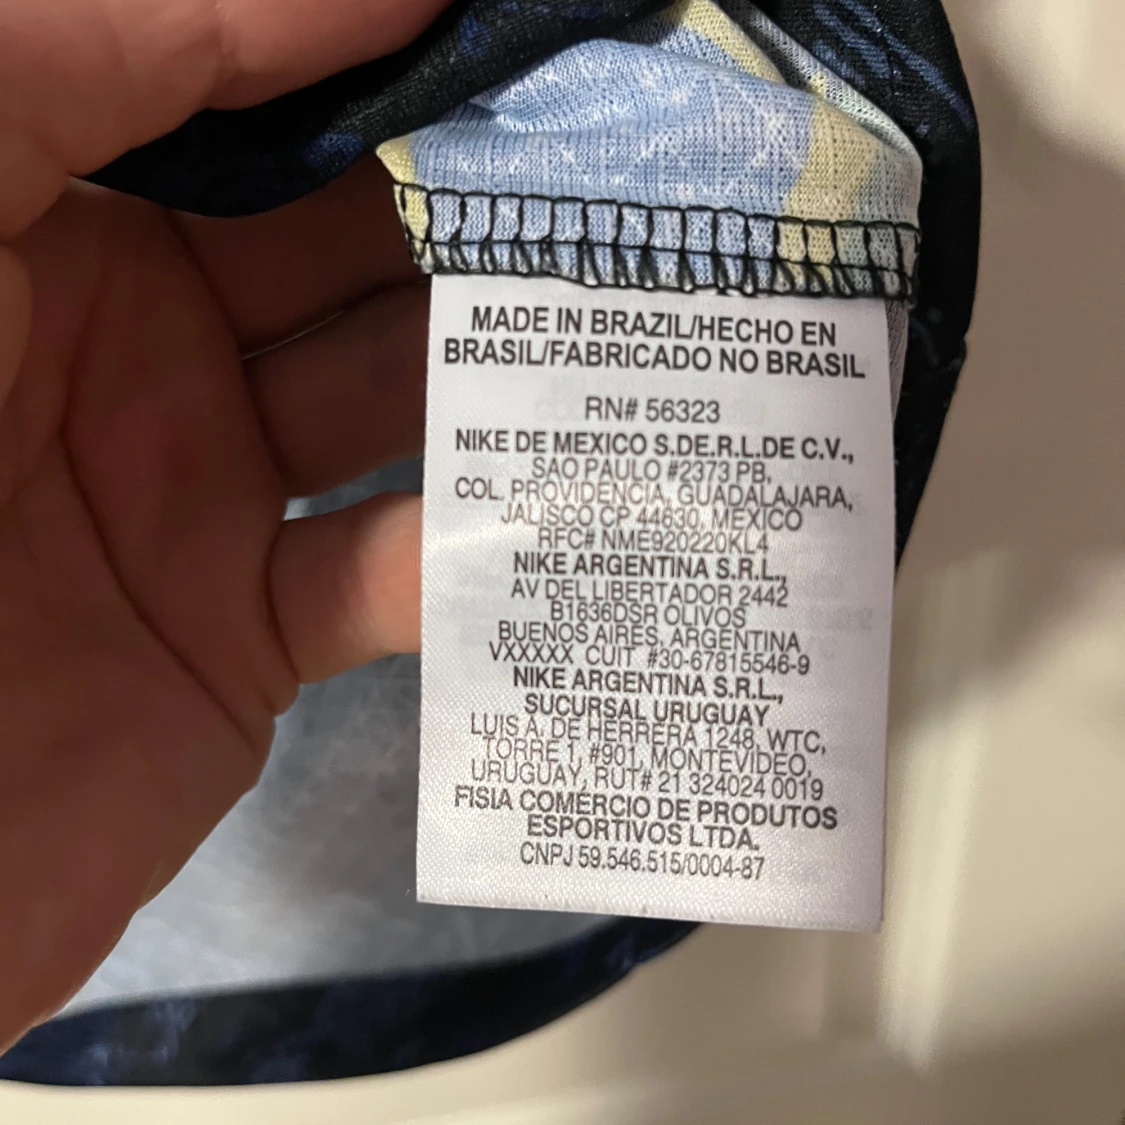 MADE IN BRAZIL/HECHO EN
BRASIL/FABRICADO NO BRASIL
RN# 56323
NIKE DE MEXICO S.DE.R.L.DE C.V.,
SAO PAULO #2373 PB,
COL. PROVIDENCIA, GUADALAJARA,
JALISCO CP 44630, MEXICO
RFC# NME920220KL4
NIKE ARGENTINA S.R.L.,
AV DEL LIBERTADOR 2442
B1636DSR OLIVOS
BUENOS AIRES, ARGENTINA
VXXXXX CUIT #30-67815546-9
NIKE ARGENTINA S.R.L.,
SUCURSAL URUGUAY
LUIS A. DE HERRERA 1248, WTC,
TORRE 1, #901, MONTEVIDEO,
URUGUAY, RUT# 21 324024 0019
FISIA COMÉRCIO DE PRODUTOS
ESPORTIVOS LTDA.
CNPJ 59.546.515/0004-87